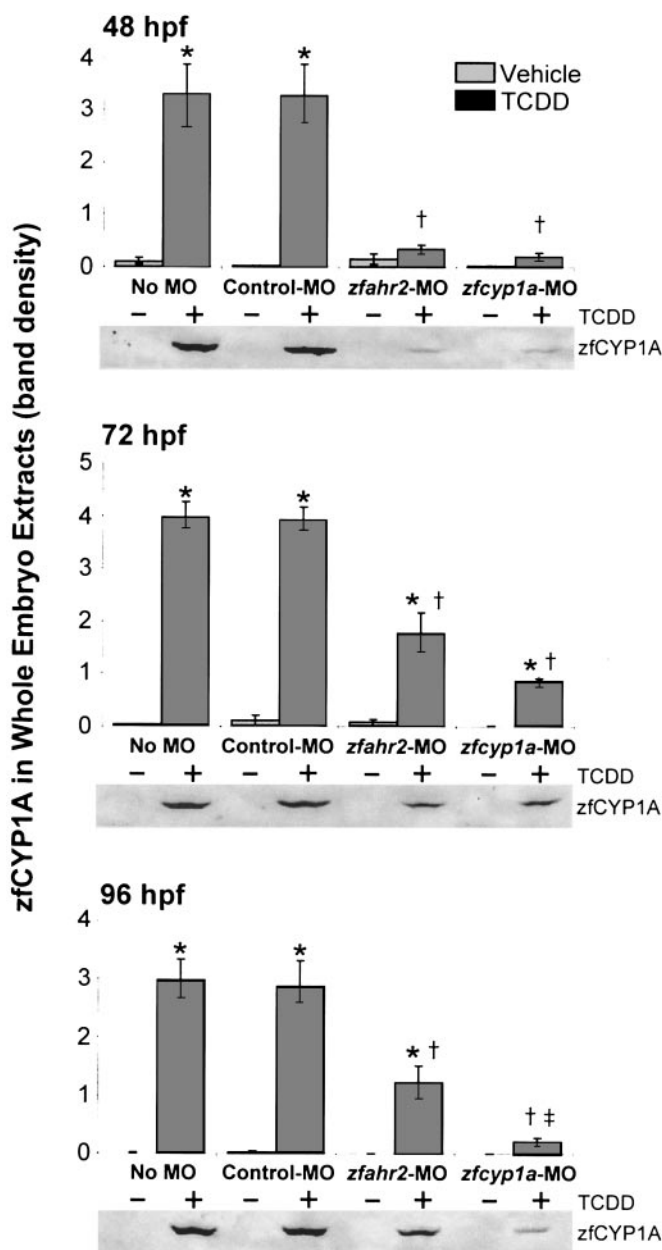 zfCYP1A in Whole Embryo Extracts (band density)
48 hpf
Vehicle
TCDD
4
3
2
1
0
* * † †
No MO Control-MO zfahr2-MO zfcyp1a-MO
− + − + − + − + TCDD
zfCYP1A
72 hpf
5
4
3
2
1
0
* * * † * †
No MO Control-MO zfahr2-MO zfcyp1a-MO
− + − + − + − + TCDD
zfCYP1A
96 hpf
4
3
2
1
0
* * * † † ‡
No MO Control-MO zfahr2-MO zfcyp1a-MO
− + − + − + − + TCDD
zfCYP1A